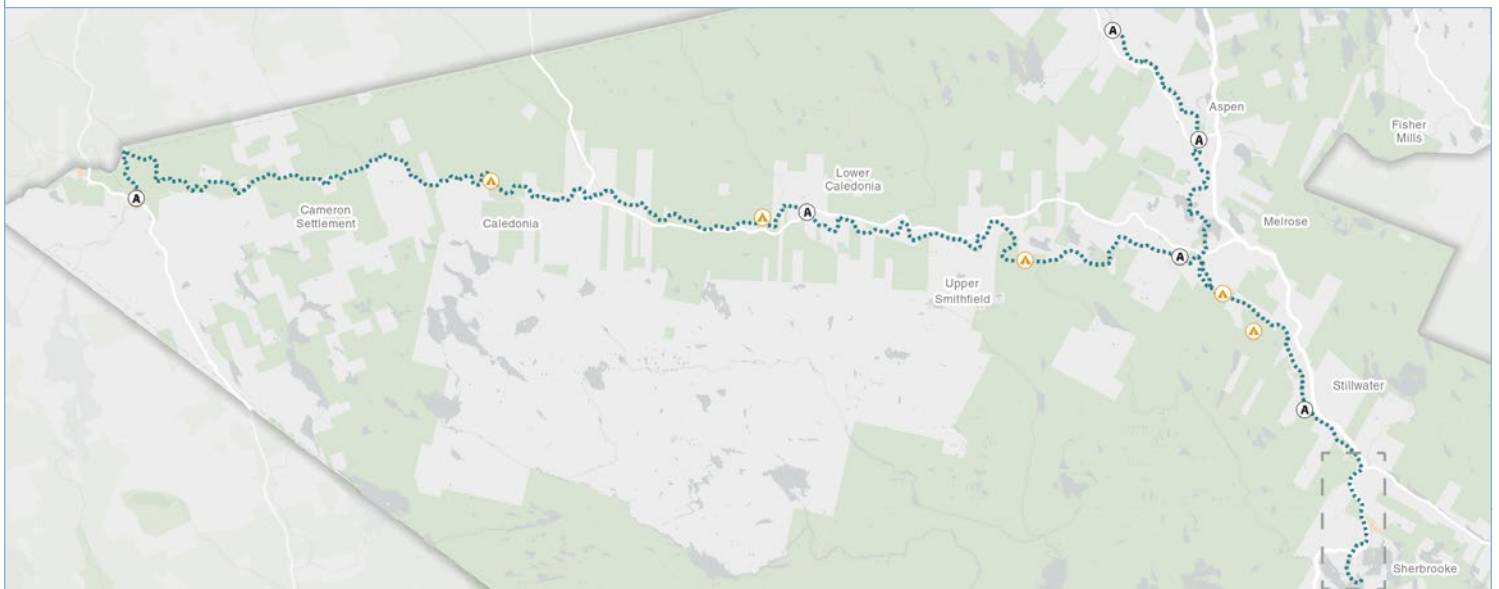 A
Aspen
Fisher
Mills
A
Lower
Caledonia
A
Cameron
Settlement
Caledonia
A
Melrose
A
Upper
Smithfield
Stillwater
A
Sherbrooke